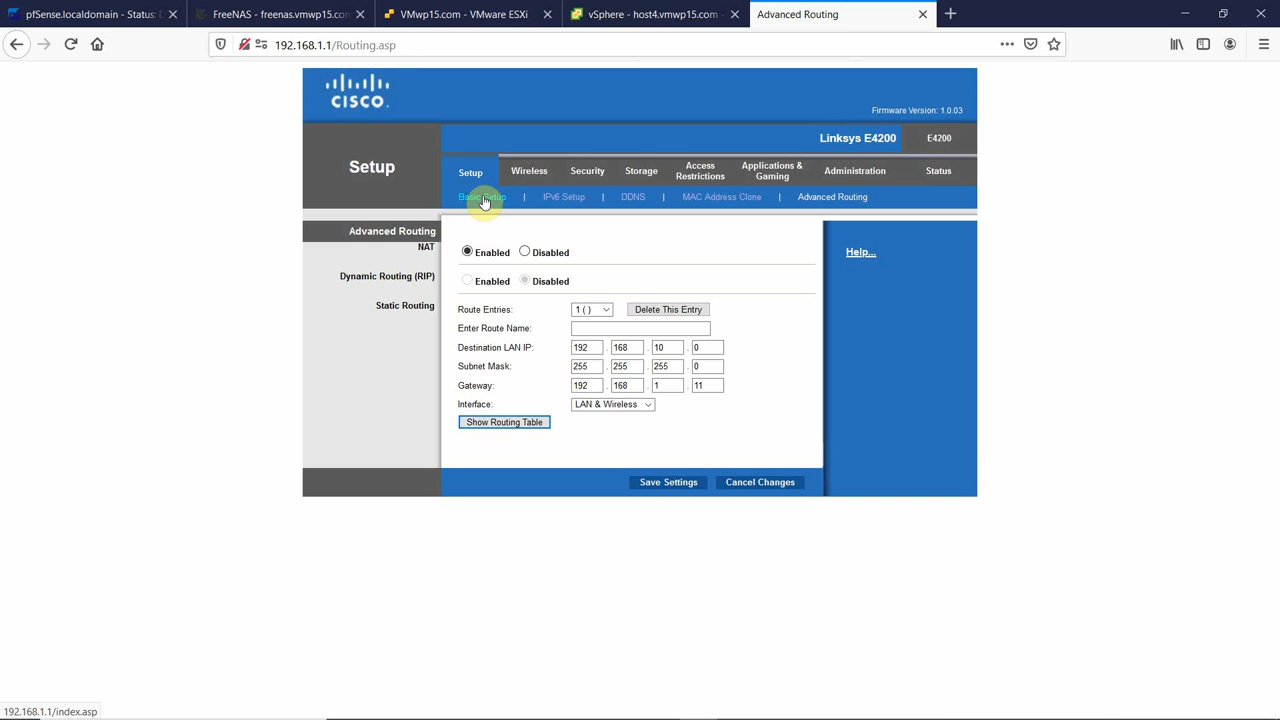 pfSense.localdomain - Status: D
FreeNAS - freenas.vmwp15.com -
VMwp15.com - VMware ESXi
vSphere - host4.vmwp15.com -
Advanced Routing
192.168.1.1/Routing.asp
CISCO
Firmware Version: 1.0.03
Linksys E4200 E4200
Setup
Setup Wireless Security Storage Access Restrictions Applications & Gaming Administration Status
Basic Setup | IPv6 Setup | DDNS | MAC Address Clone | Advanced Routing
Advanced Routing
NAT
Enabled Disabled
Help...
Dynamic Routing (RIP)
Enabled Disabled
Static Routing
Route Entries: 1 ( ) Delete This Entry
Enter Route Name:
Destination LAN IP: 192 . 168 . 10 . 0
Subnet Mask: 255 . 255 . 255 . 0
Gateway: 192 . 168 . 1 . 11
Interface: LAN & Wireless
Show Routing Table
Save Settings Cancel Changes
192.168.1.1/index.asp